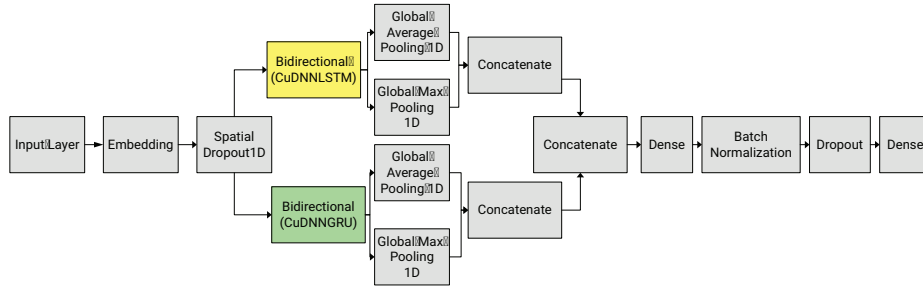 Input Layer
Embedding
Spatial
Dropout1D
Bidirectional
(CuDNNLSTM)
Global
Average
Pooling 1D
Global Max
Pooling
1D
Concatenate
Bidirectional
(CuDNNGRU)
Global
Average
Pooling 1D
Global Max
Pooling
1D
Concatenate
Concatenate
Dense
Batch
Normalization
Dropout
Dense